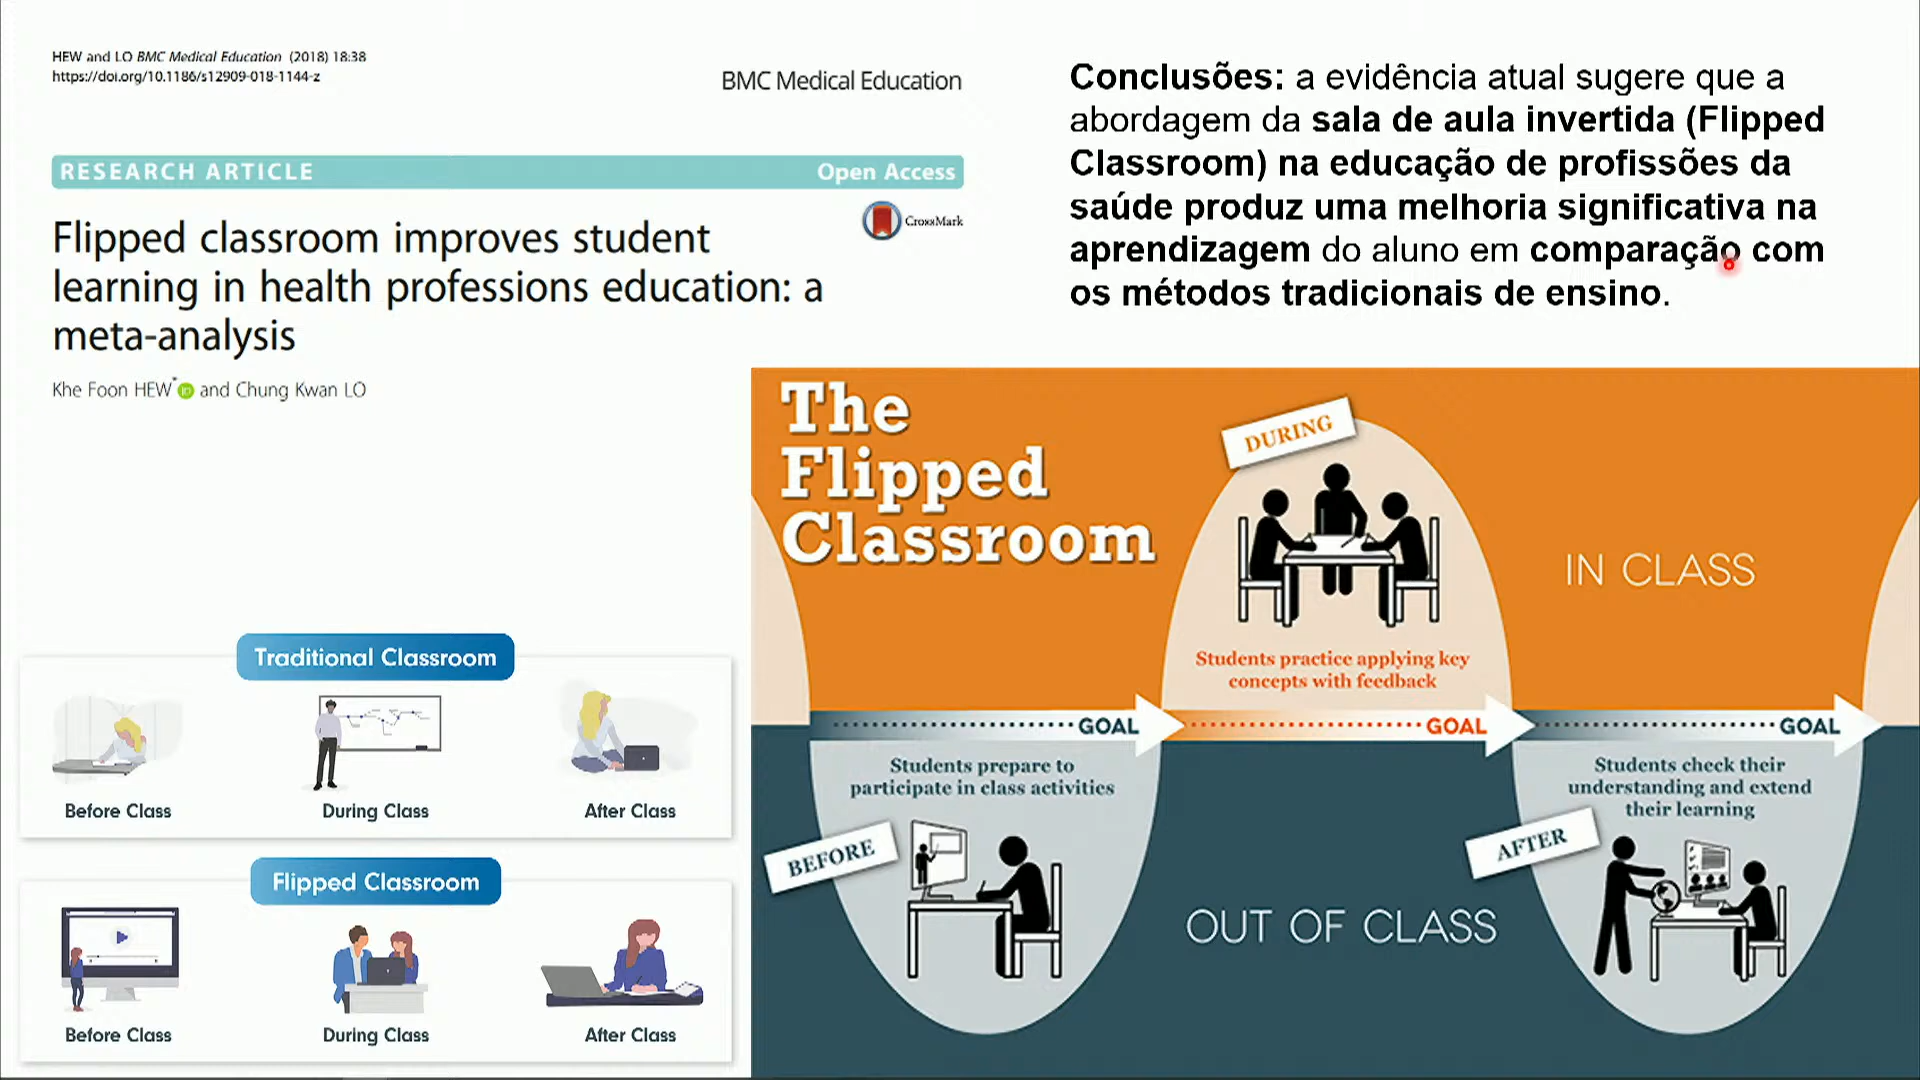 HEW and LO BMC Medical Education (2018) 18:38
https://doi.org/10.1186/s12909-018-1144-z
BMC Medical Education
RESEARCH ARTICLE
Open Access
CrossMark
Flipped classroom improves student
learning in health professions education: a
meta-analysis
Khe Foon HEW* iD and Chung Kwan LO
Conclusões: a evidência atual sugere que a
abordagem da sala de aula invertida (Flipped
Classroom) na educação de profissões da
saúde produz uma melhoria significativa na
aprendizagem do aluno em comparação com
os métodos tradicionais de ensino.
Traditional Classroom
Before Class
During Class
After Class
Flipped Classroom
Before Class
During Class
After Class
The
Flipped
Classroom
DURING
IN CLASS
Students practice applying key
concepts with feedback
GOAL
GOAL
GOAL
Students prepare to
participate in class activities
BEFORE
OUT OF CLASS
Students check their
understanding and extend
their learning
AFTER